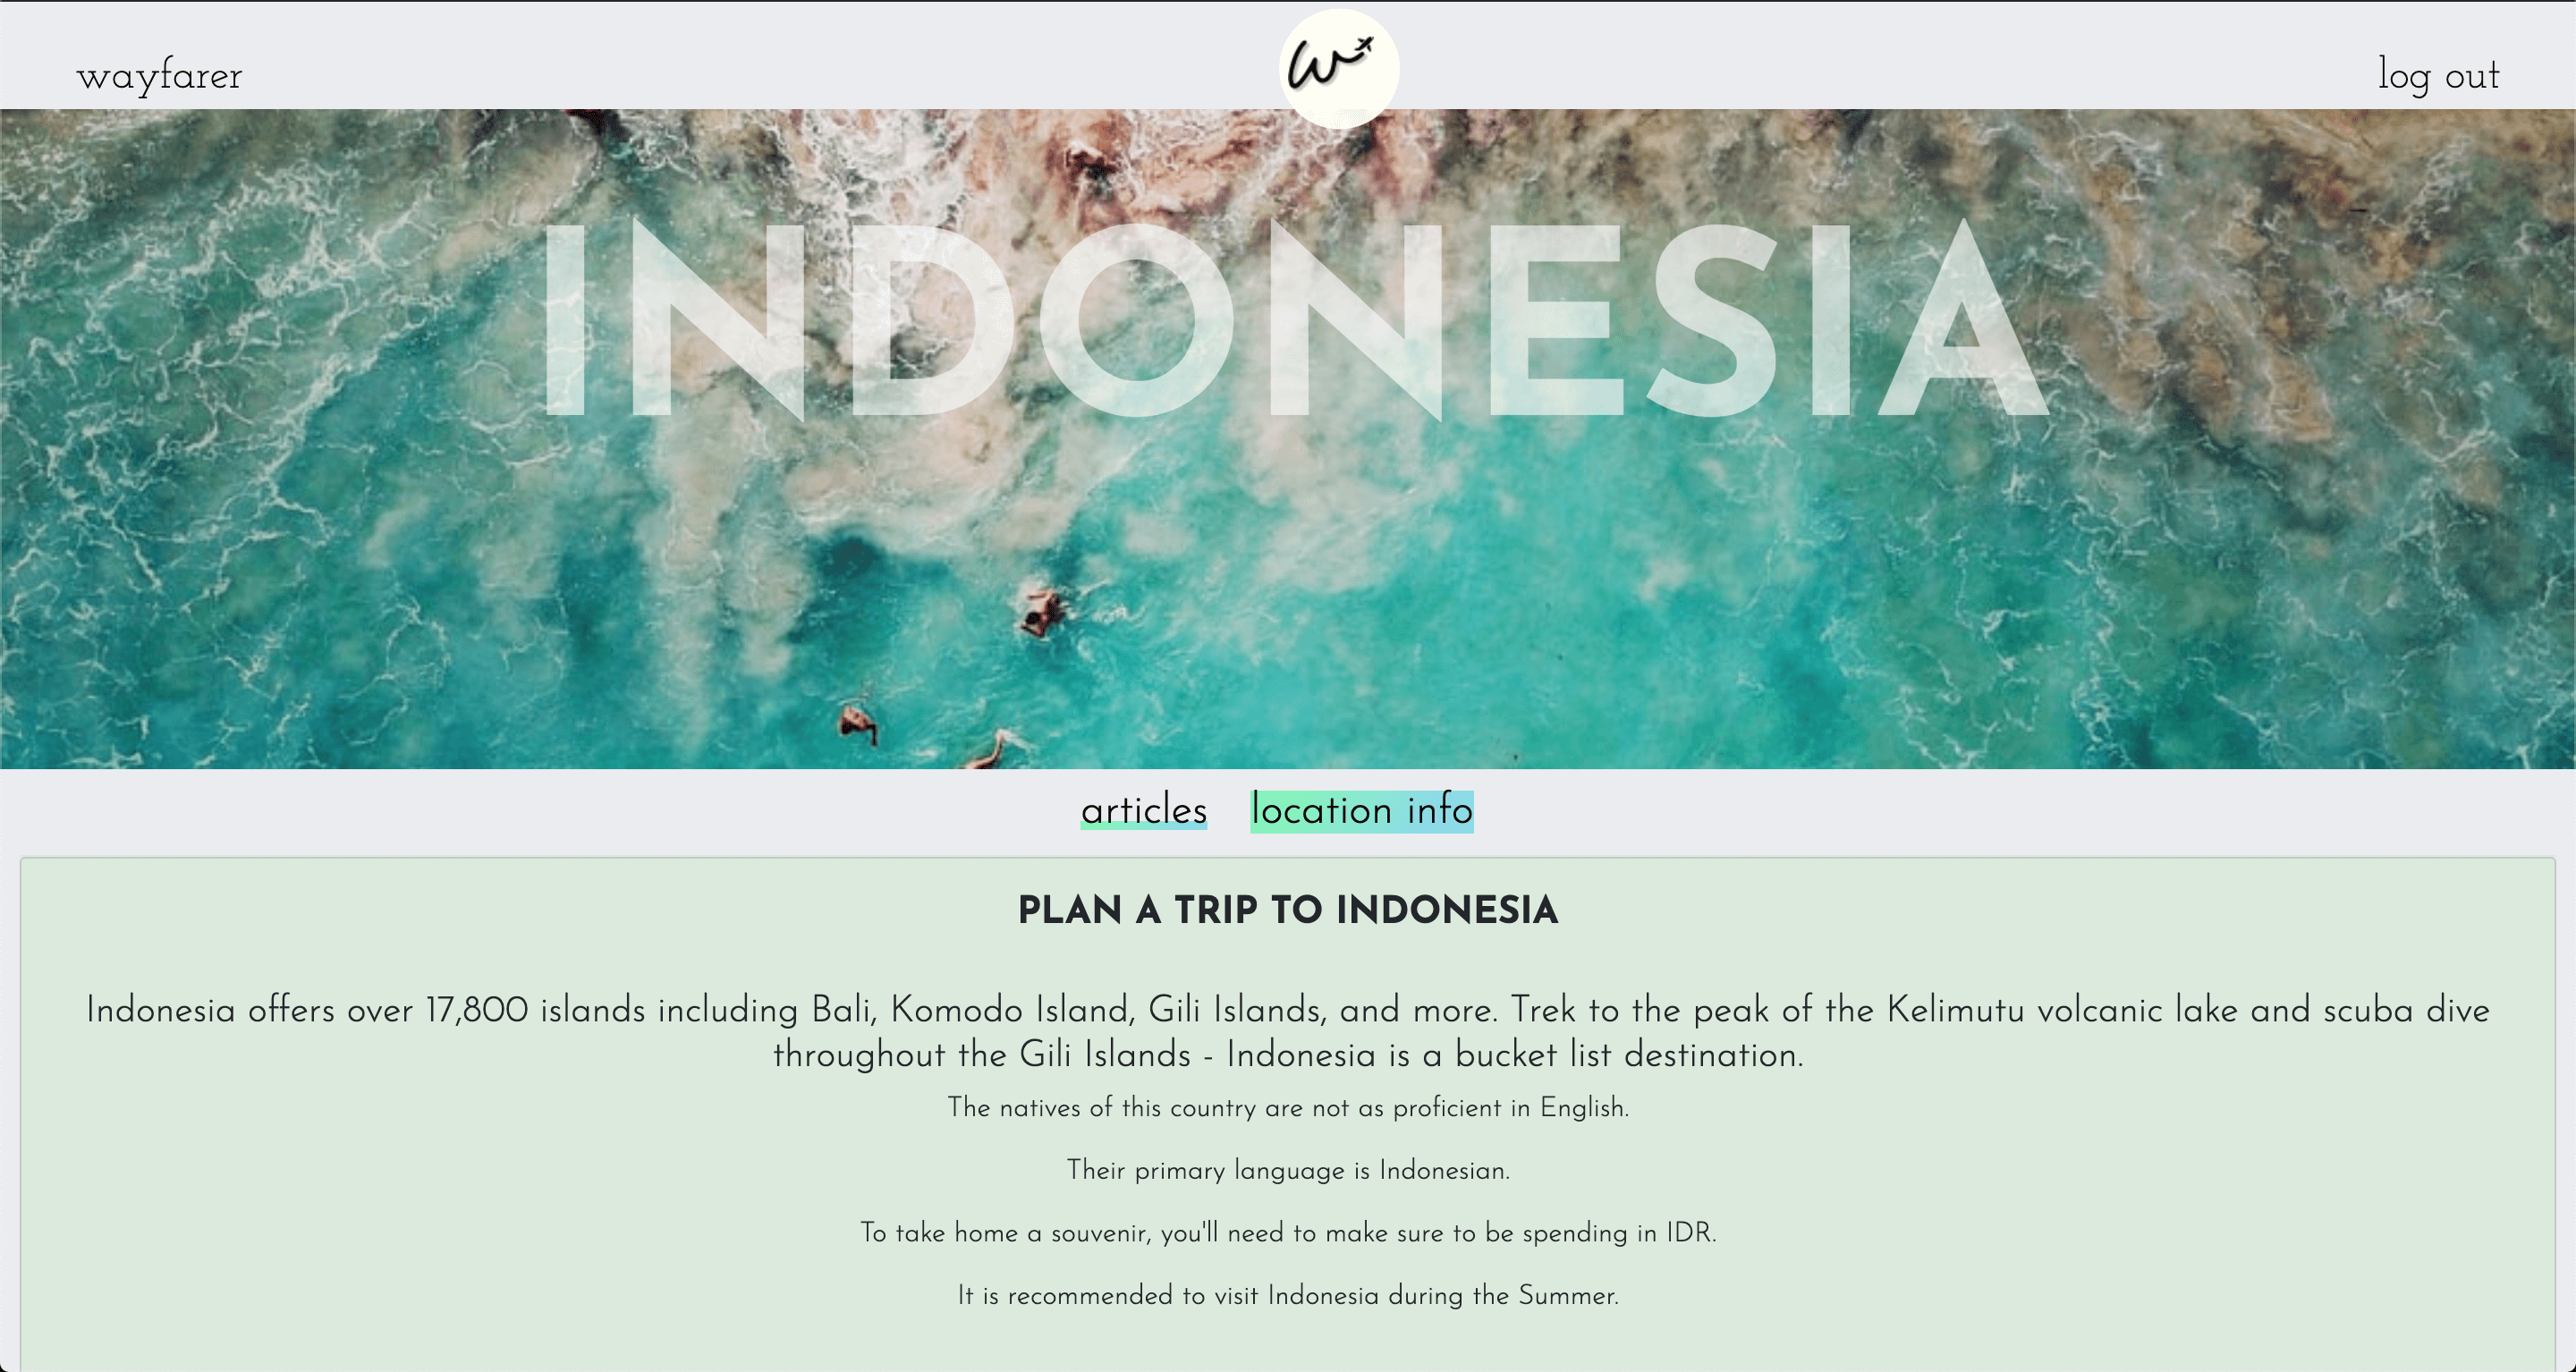 wayfarer
w
log out
INDONESIA
articles
location info
PLAN A TRIP TO INDONESIA
Indonesia offers over 17,800 islands including Bali, Komodo Island, Gili Islands, and more. Trek to the peak of the Kelimutu volcanic lake and scuba dive
throughout the Gili Islands - Indonesia is a bucket list destination.
The natives of this country are not as proficient in English.
Their primary language is Indonesian.
To take home a souvenir, you'll need to make sure to be spending in IDR.
It is recommended to visit Indonesia during the Summer.